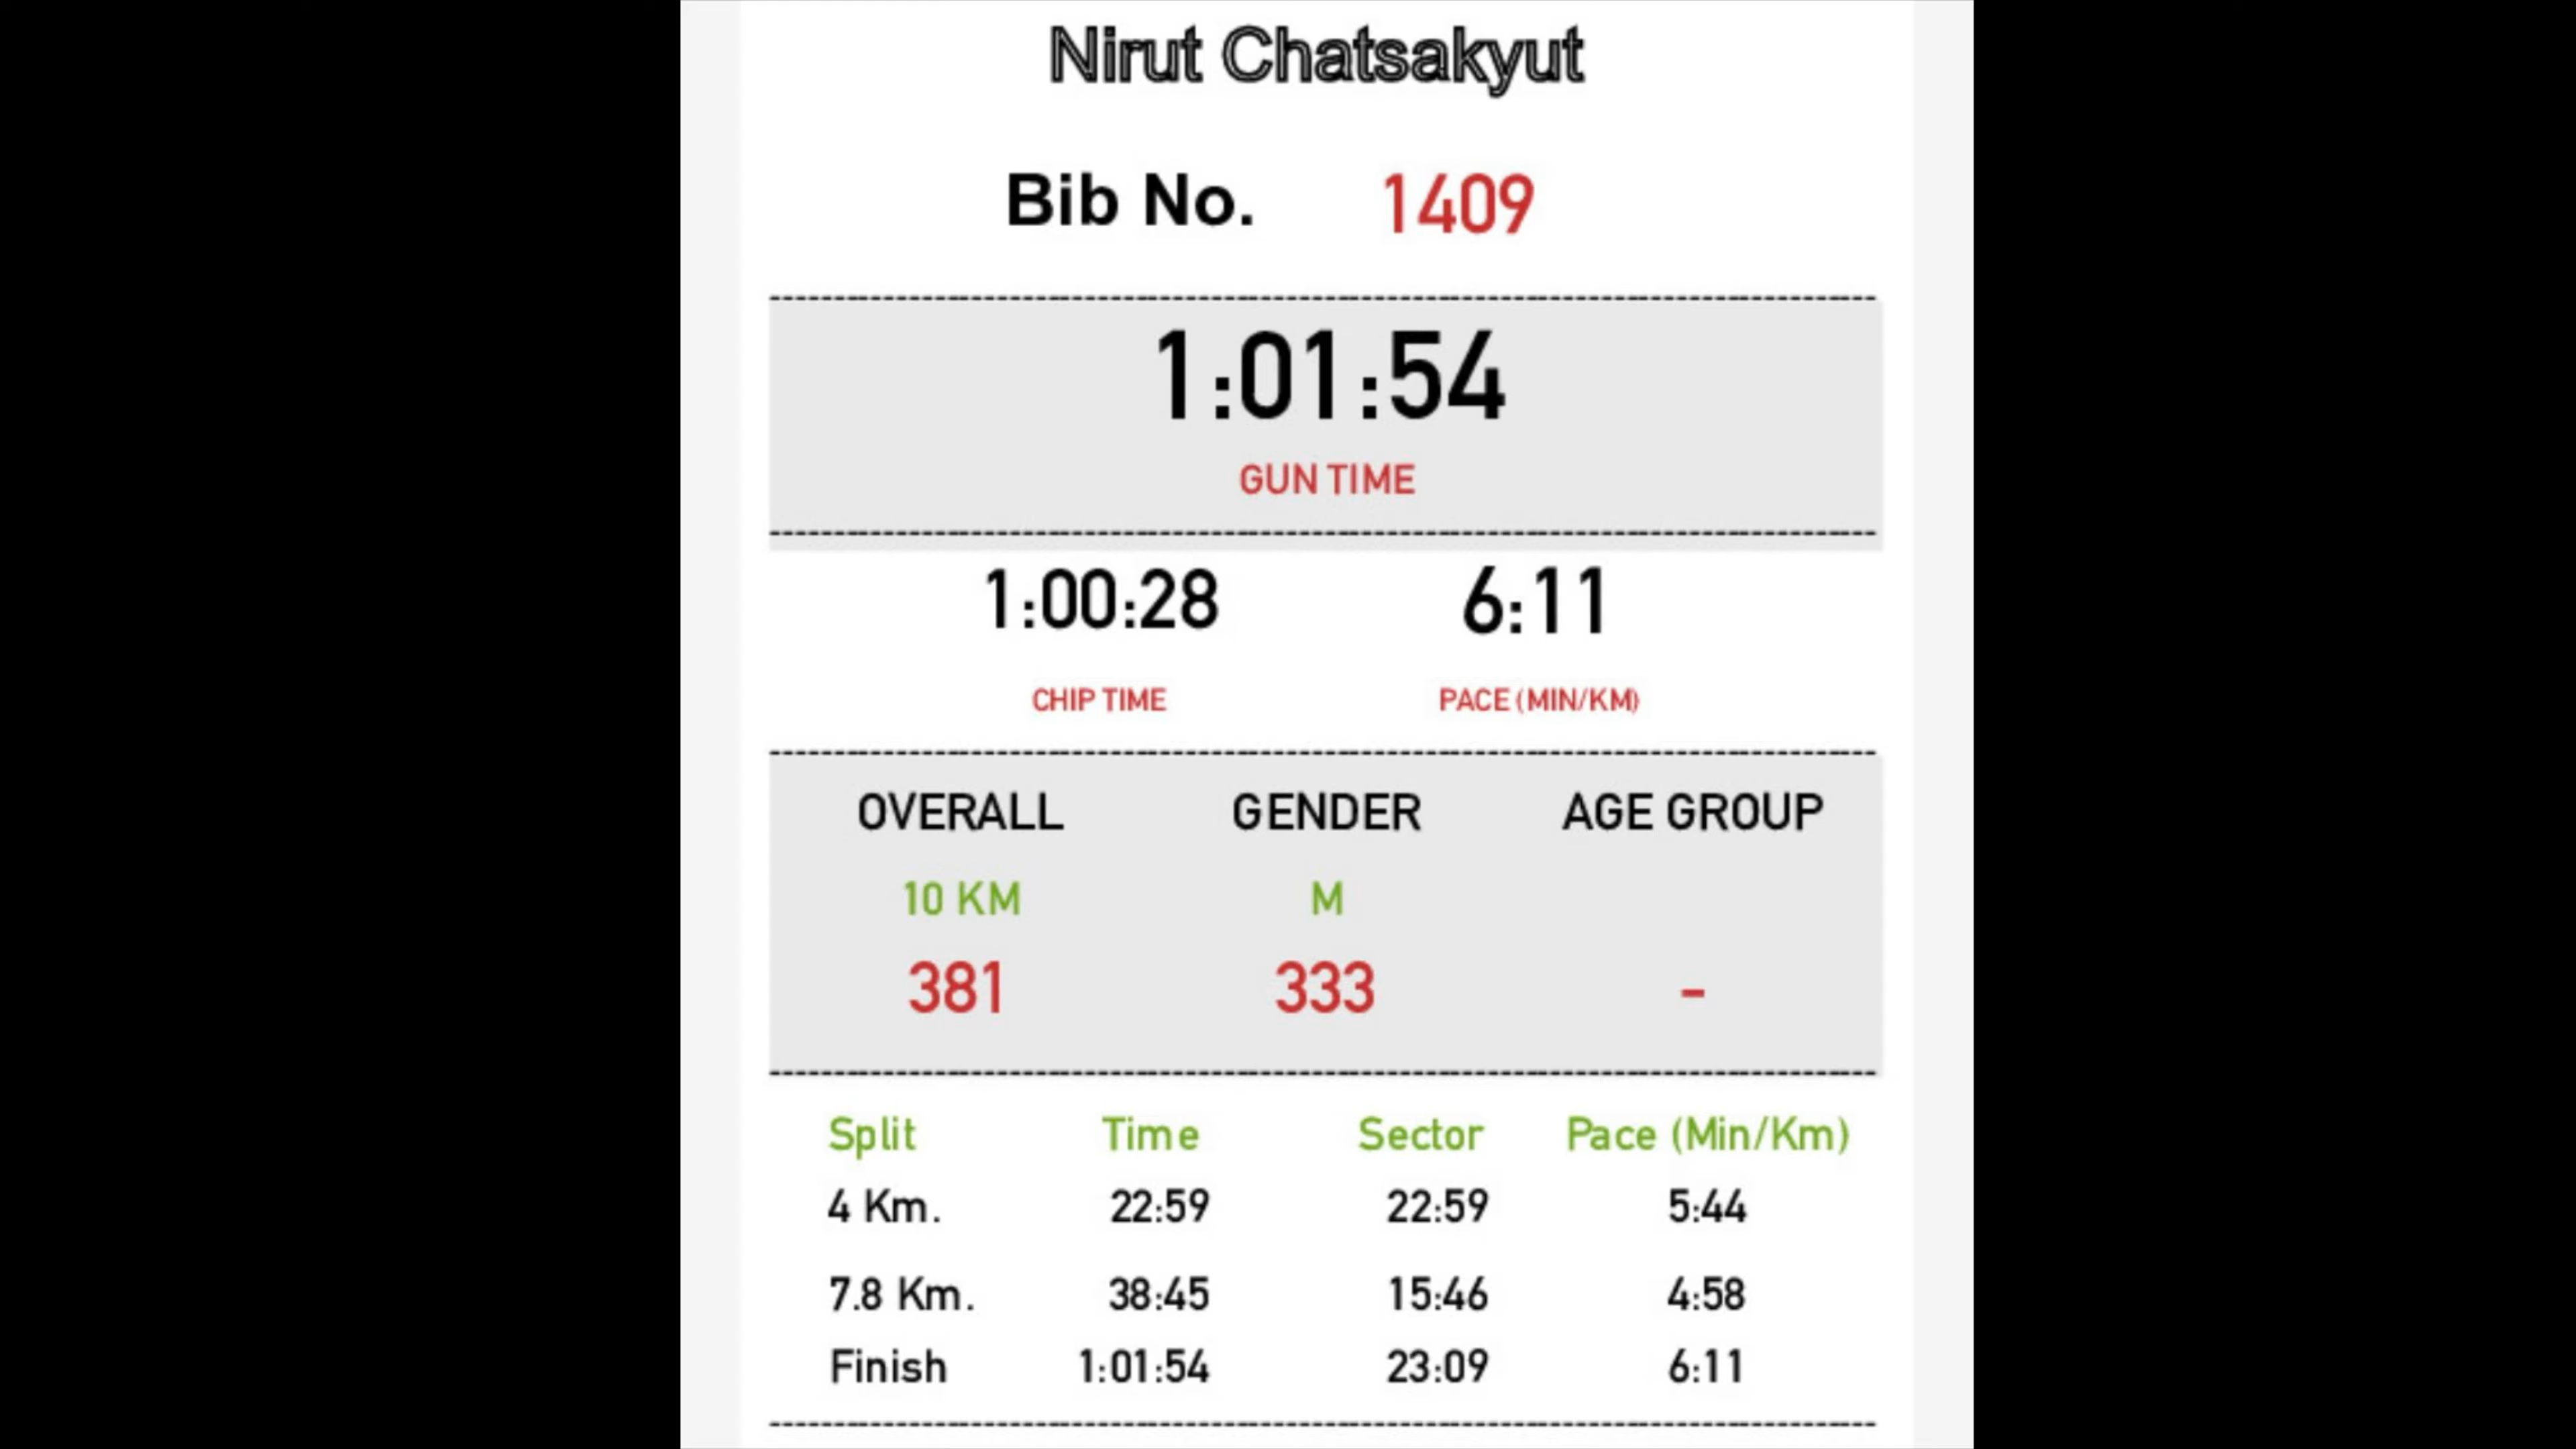 Nirut Chatsakyut
Bib No. 1409
1:01:54
GUN TIME
1:00:28 6:11
CHIP TIME PACE (MIN/KM)
OVERALL GENDER AGE GROUP
10 KM M
381 333 -
Split Time Sector Pace (Min/Km)
4 Km. 22:59 22:59 5:44
7.8 Km. 38:45 15:46 4:58
Finish 1:01:54 23:09 6:11